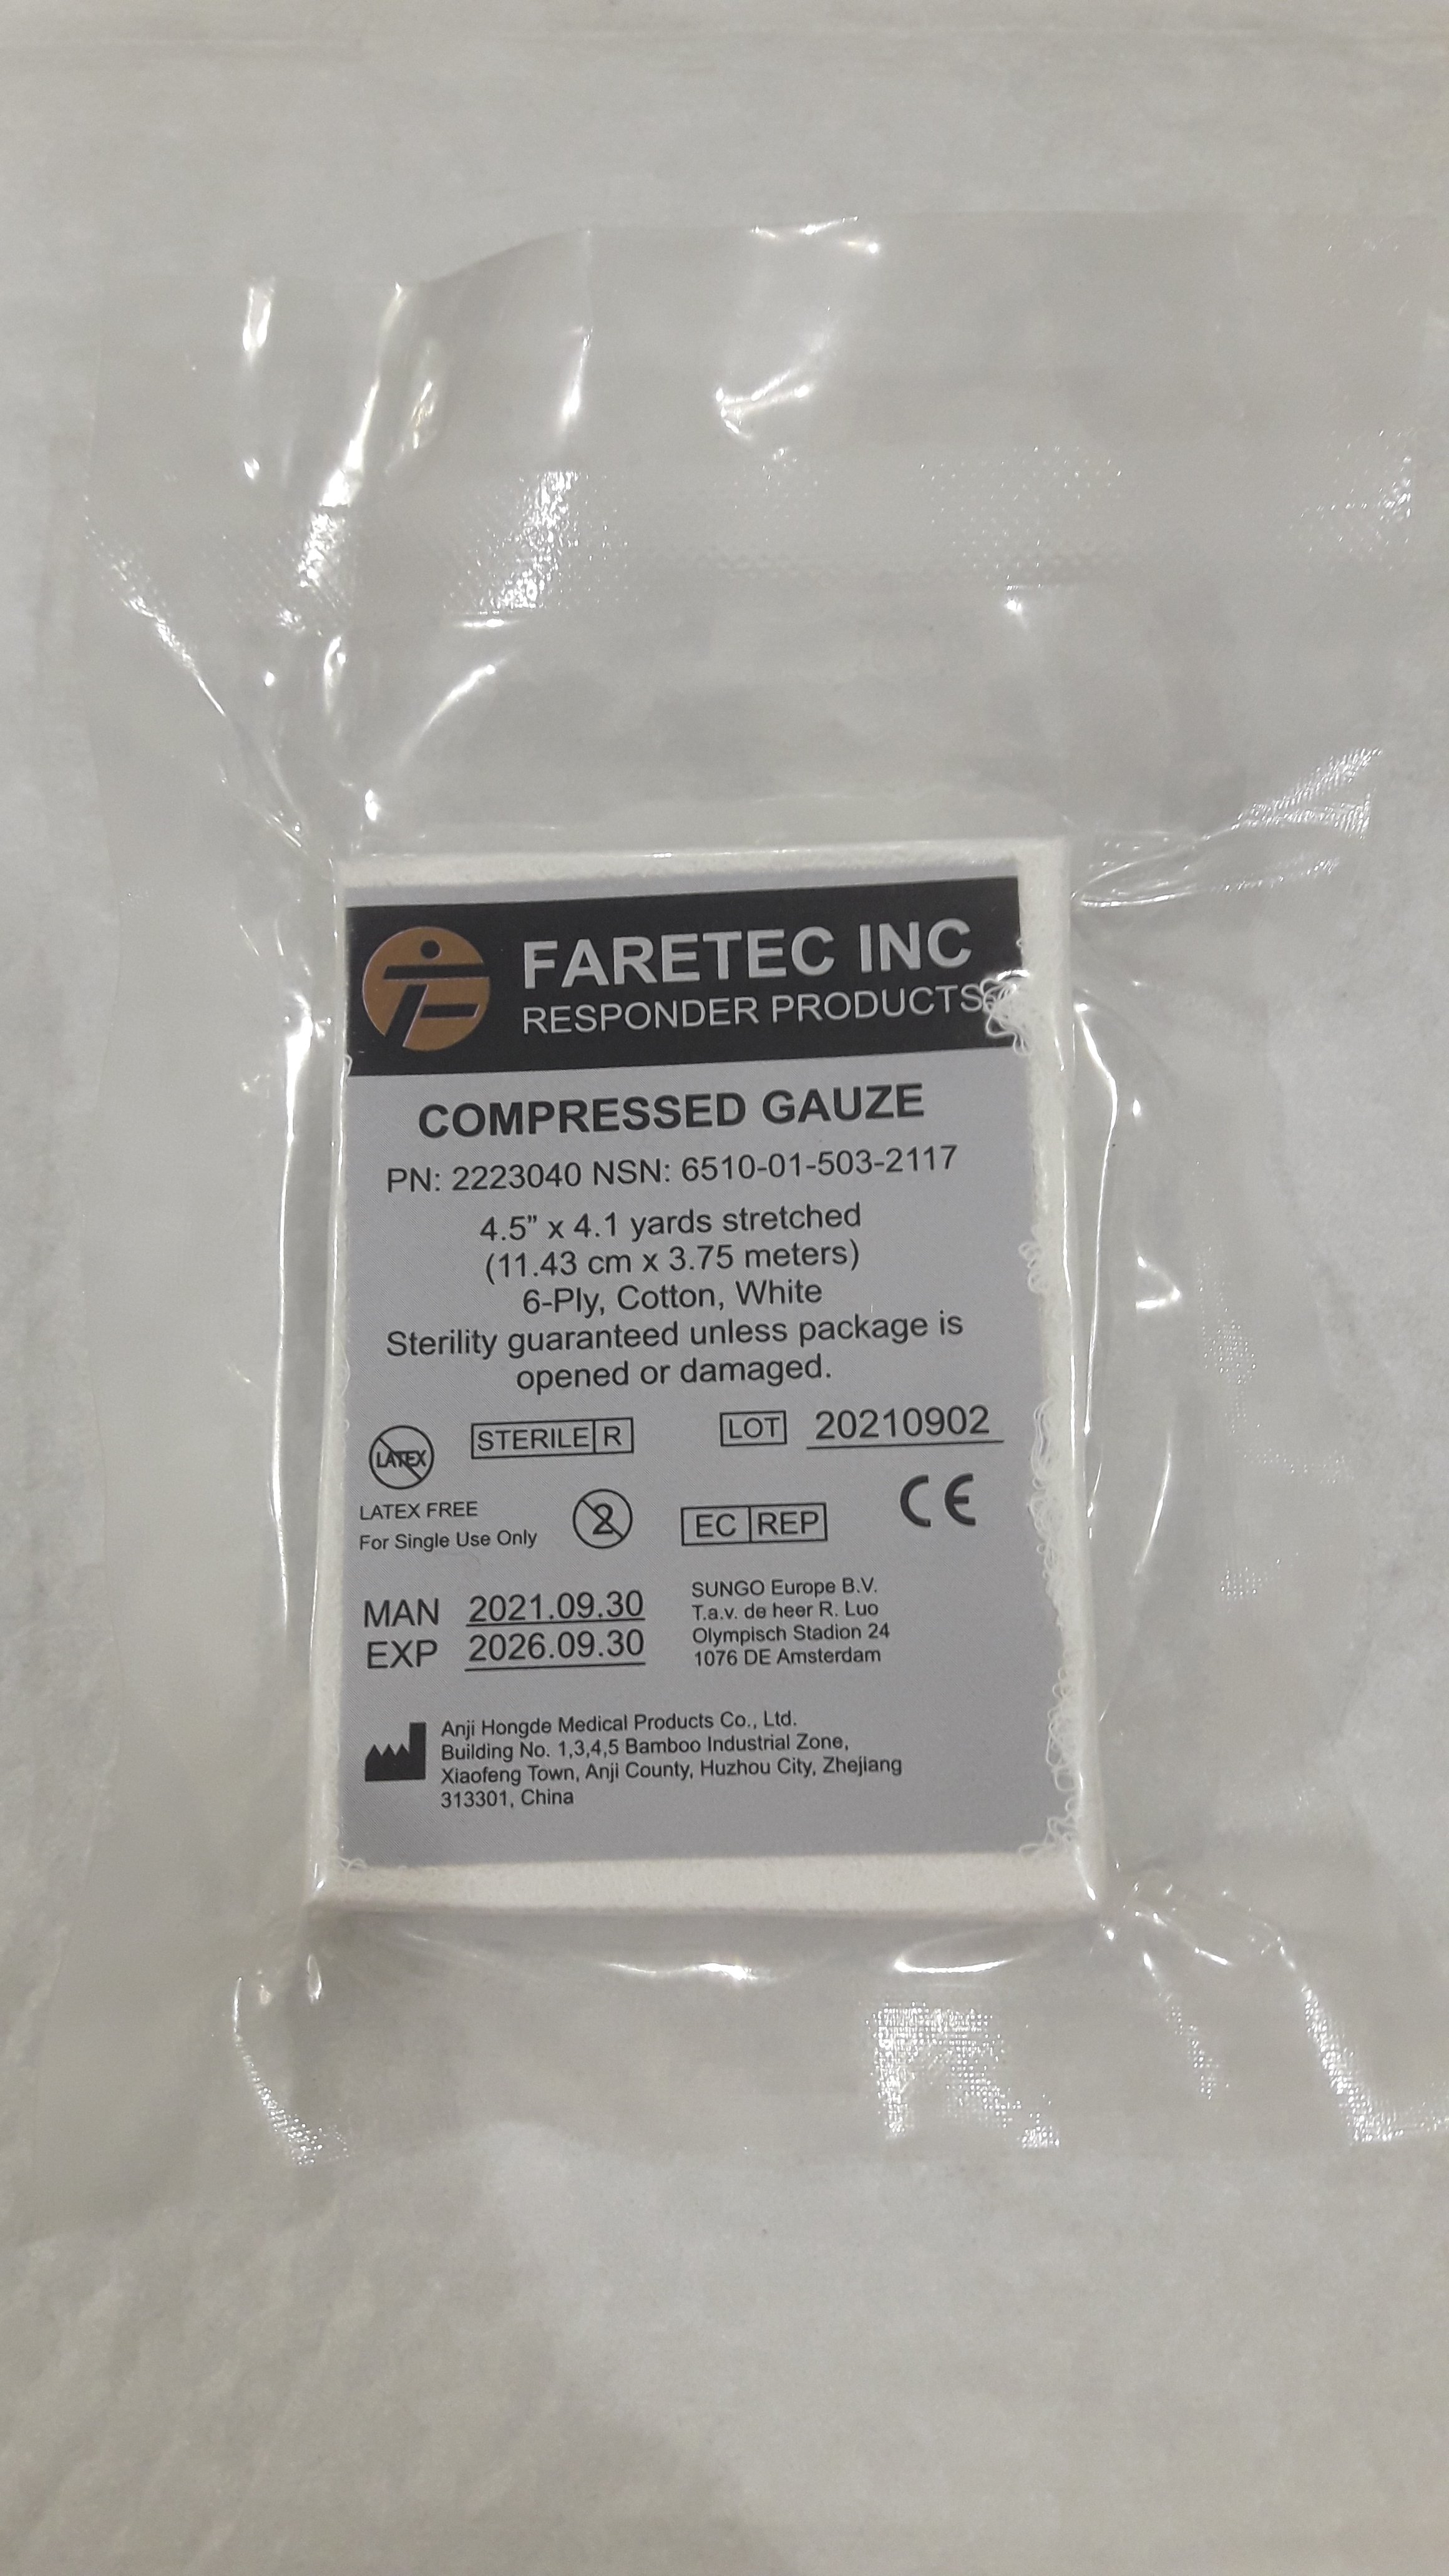 FARETEC INC
RESPONDER PRODUCTS
COMPRESSED GAUZE
PN: 2223040 NSN: 6510-01-503-2117
4.5” x 4.1 yards stretched
(11.43 cm x 3.75 meters)
6-Ply, Cotton, White
Sterility guaranteed unless package is
opened or damaged.
LATEX
STERILE R
LOT 20210902
LATEX FREE
For Single Use Only
2
EC REP
CE
MAN 2021.09.30
EXP 2026.09.30
SUNGO Europe B.V.
T.a.v. de heer R. Luo
Olympisch Stadion 24
1076 DE Amsterdam
Anji Hongde Medical Products Co., Ltd.
Building No. 1,3,4,5 Bamboo Industrial Zone,
Xiaofeng Town, Anji County, Huzhou City, Zhejiang
313301, China